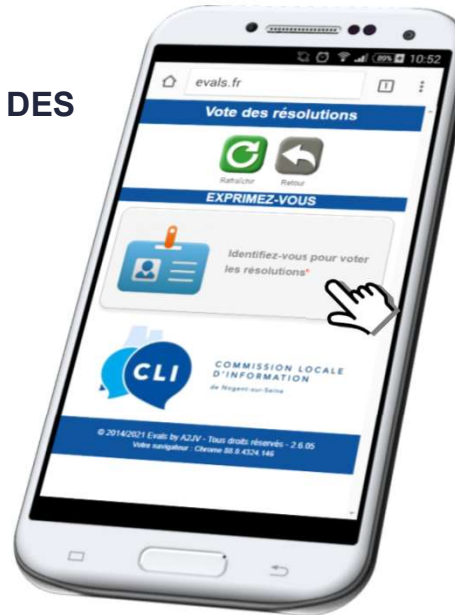 DES
80% 10:52
evals.fr
1
Vote des résolutions
Rafraîchir Retour
EXPRIMEZ-VOUS
Identifiez-vous pour voter
les résolutions*
CLI
COMMISSION LOCALE
D'INFORMATION
de Nogent-sur-Seine
© 2014/2021 Evals by A2JV - Tous droits réservés - 2.6.05
Votre navigateur : Chrome 88.0.4324.146